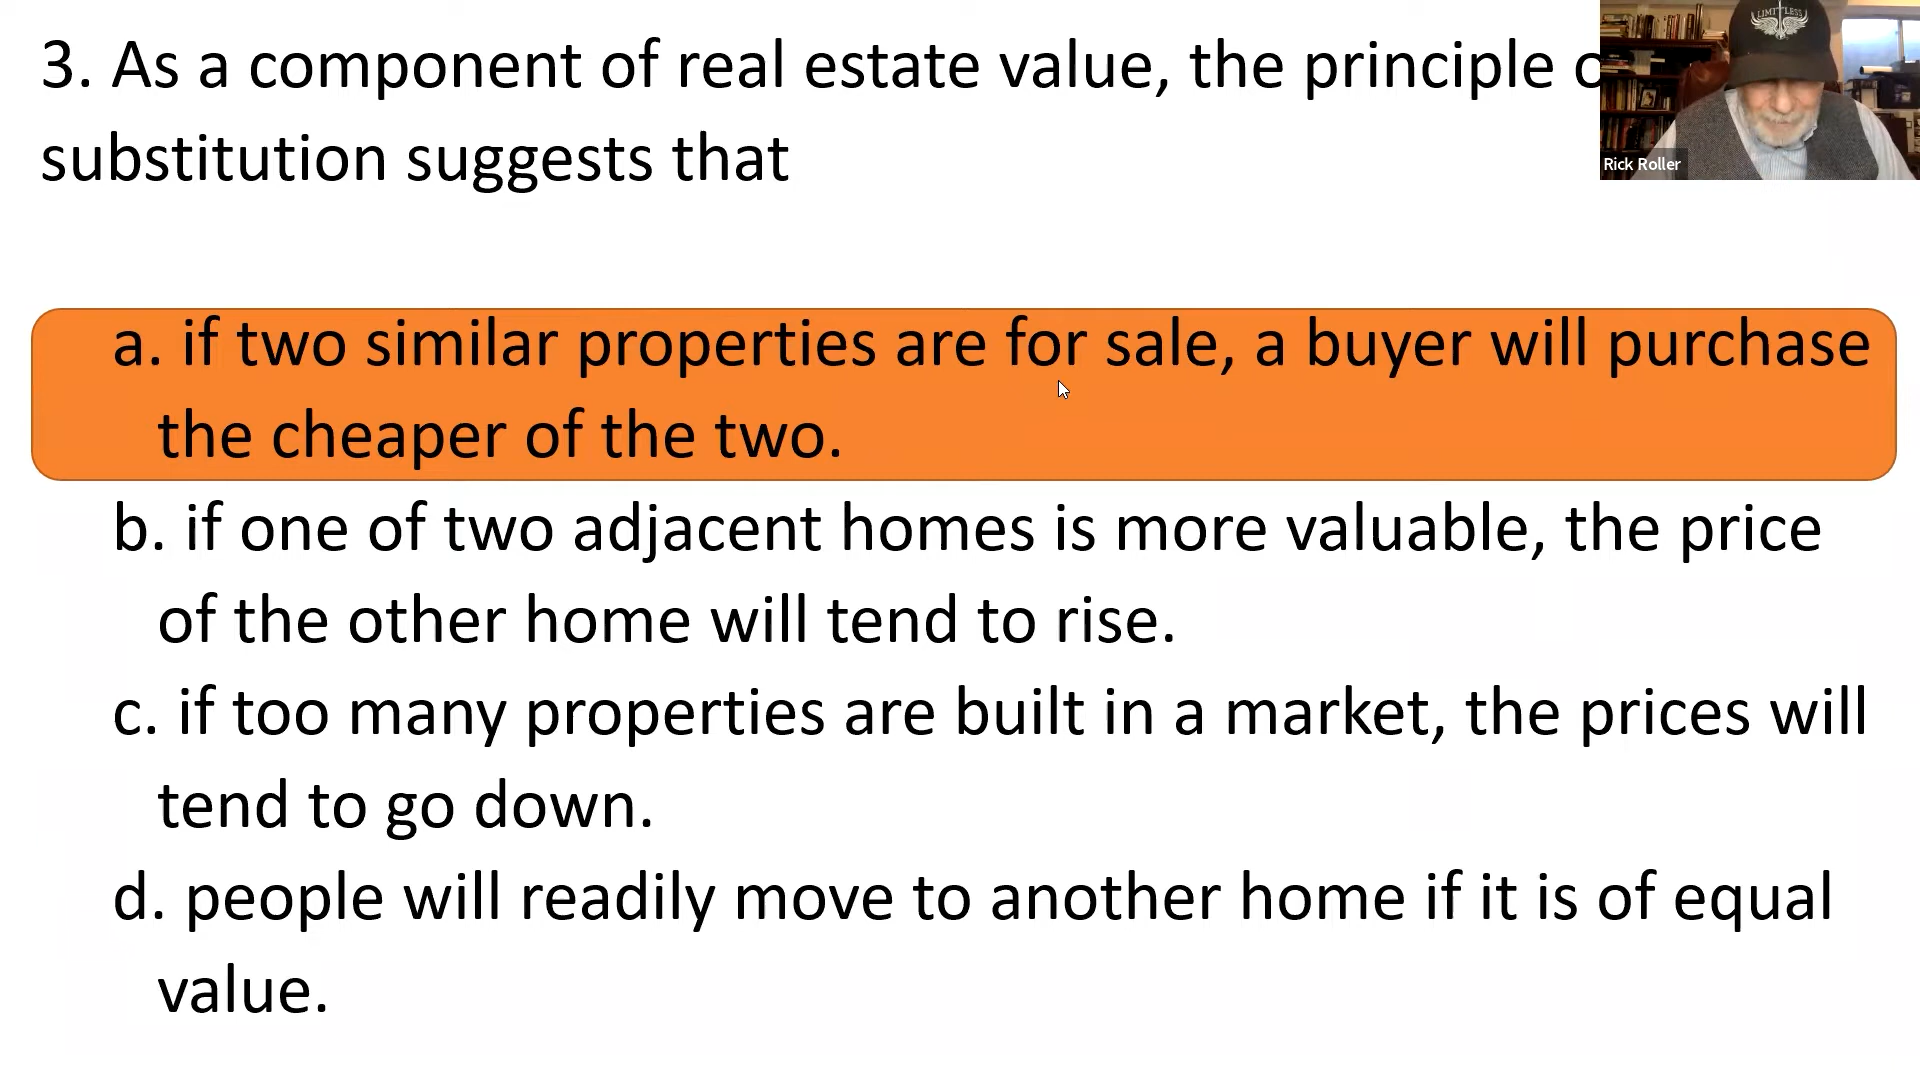 3. As a component of real estate value, the principle
substitution suggests that
LIMITLESS
Rick Roller
a. if two similar properties are for sale, a buyer will purchase
the cheaper of the two.
b. if one of two adjacent homes is more valuable, the price
of the other home will tend to rise.
c. if too many properties are built in a market, the prices will
tend to go down.
d. people will readily move to another home if it is of equal
value.